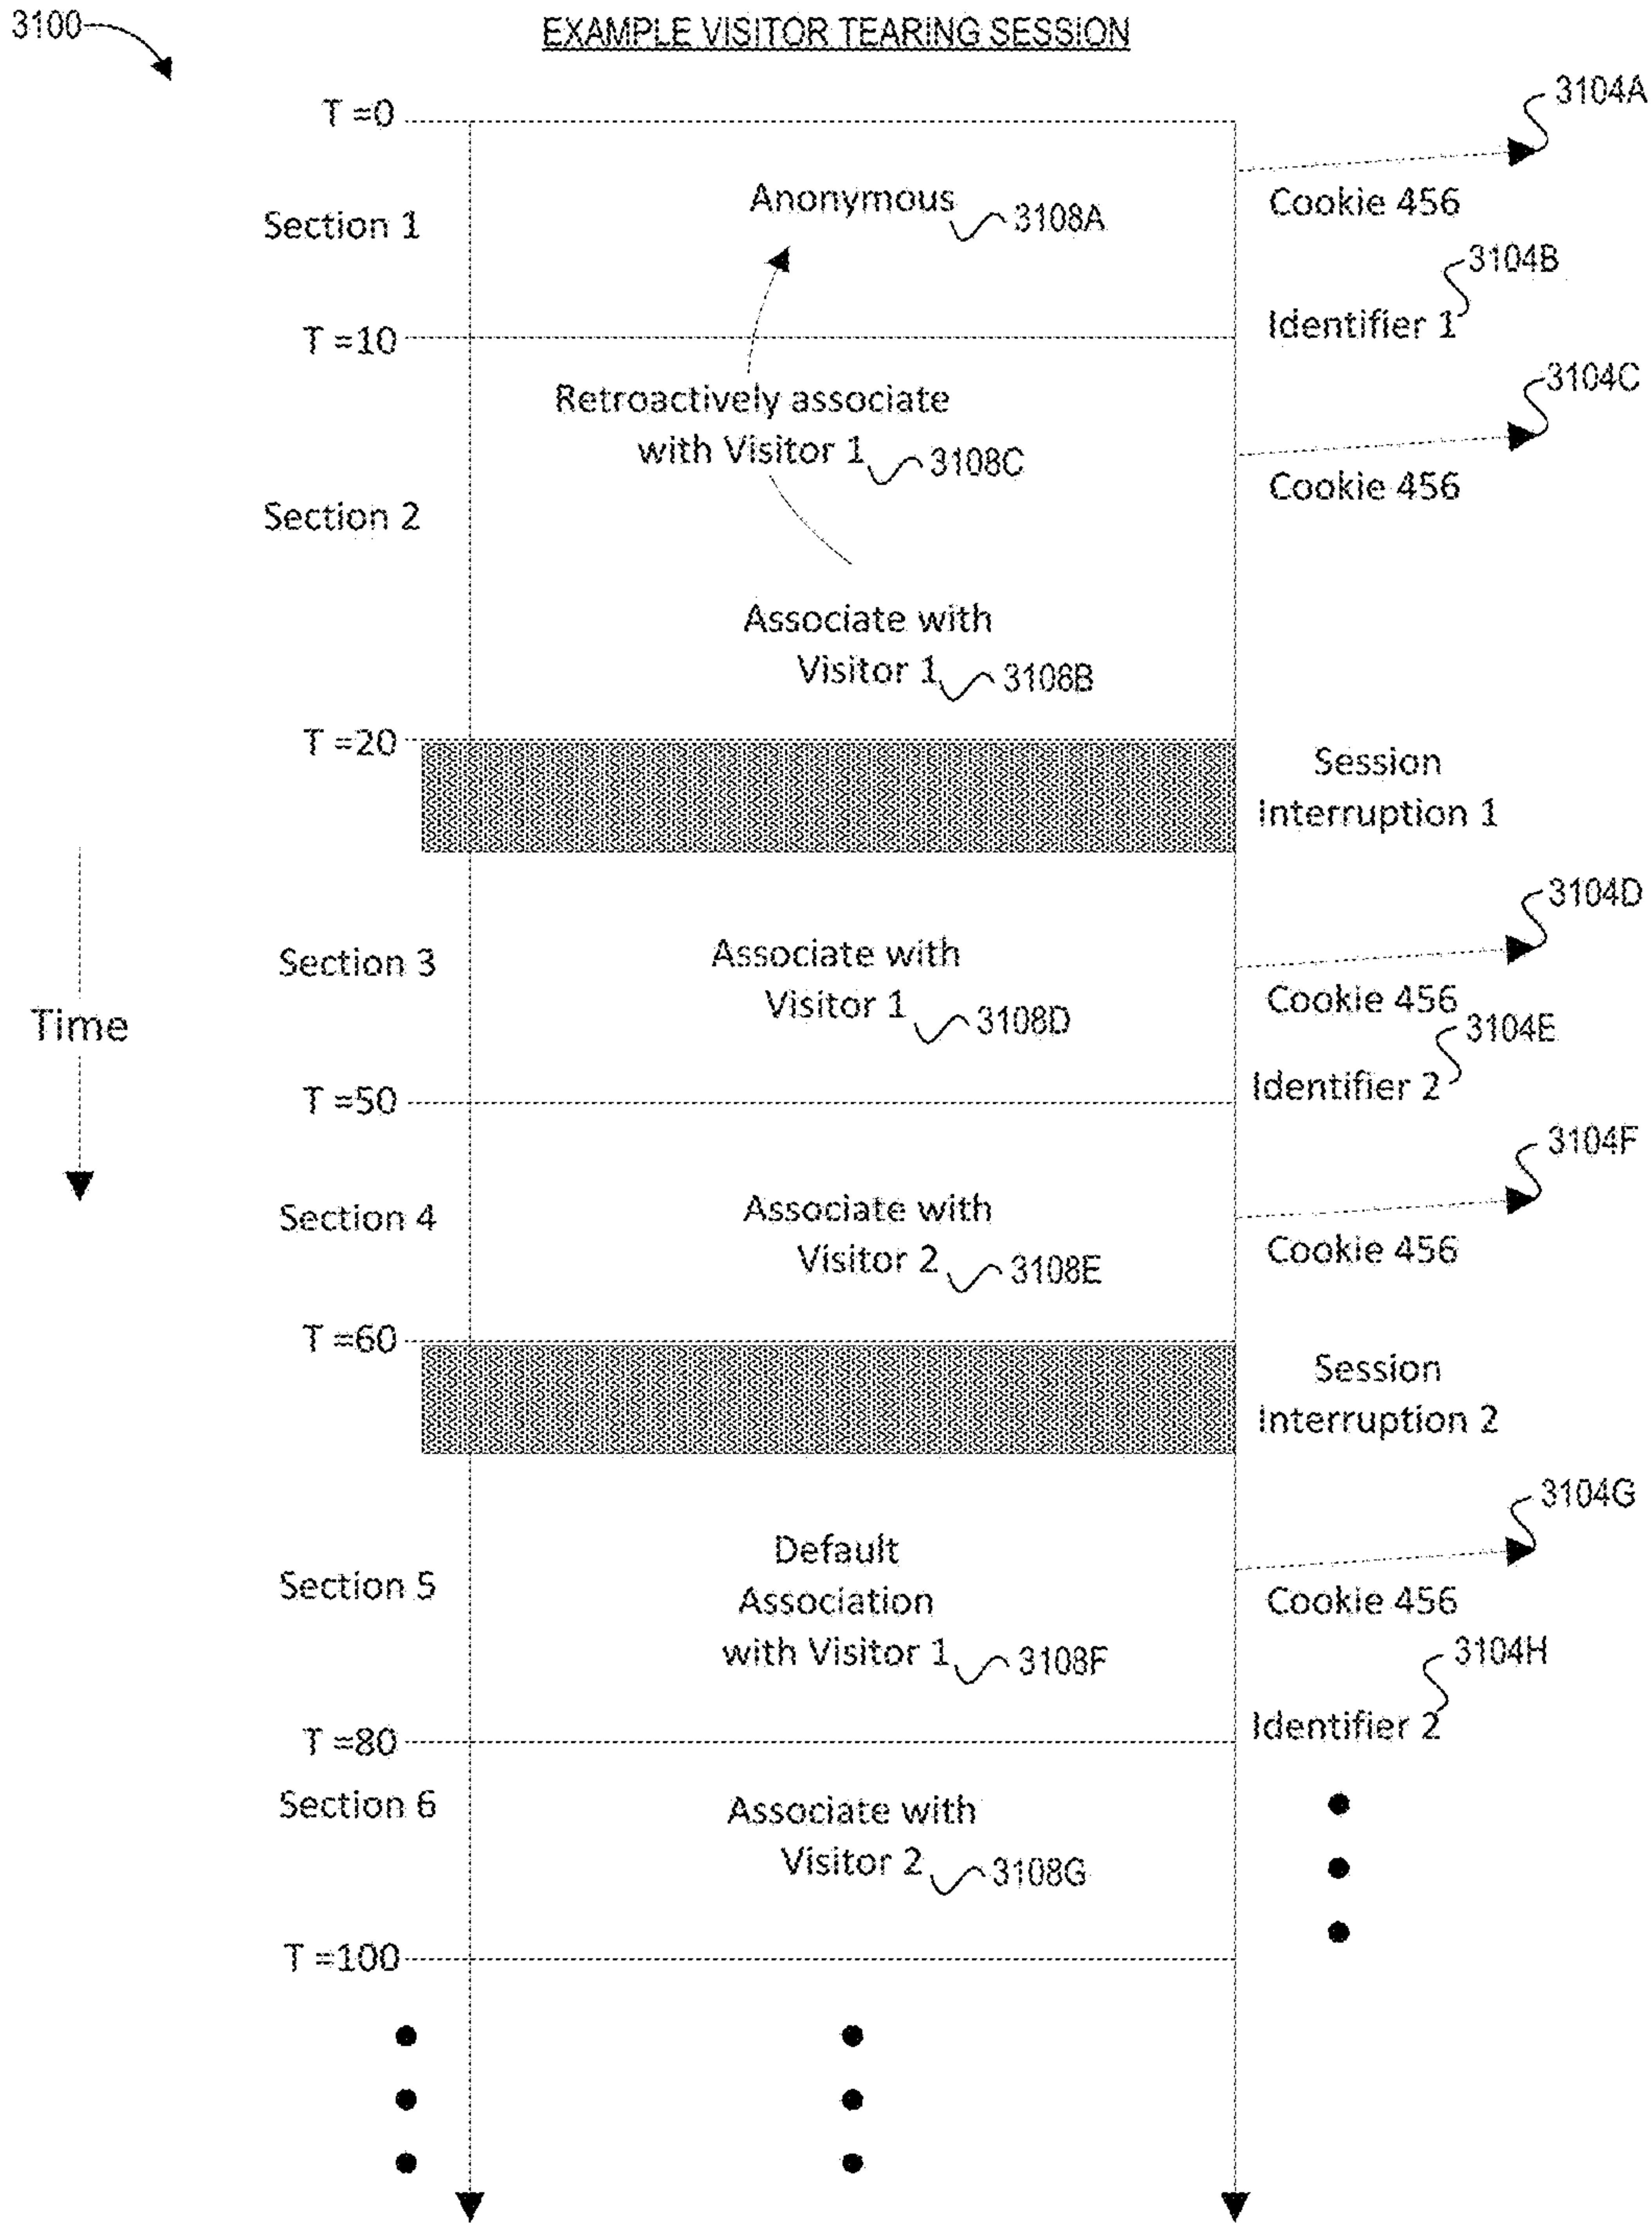 3100
EXAMPLE VISITOR TEARING SESSION
T =0
3104A
Anonymous
3108A
Cookie 456
Section 1
3104B
Identifier 1
T =10
3104C
Retroactively associate
with Visitor 1
3108C
Cookie 456
Section 2
Associate with
Visitor 1
3108B
T =20
Session
Interruption 1
3104D
Section 3
Associate with
Visitor 1
3108D
Cookie 456
Time
3104E
Identifier 2
T =50
3104F
Section 4
Associate with
Visitor 2
3108E
Cookie 456
T =60
Session
Interruption 2
3104G
Section 5
Default
Association
with Visitor 1
3108F
Cookie 456
3104H
Identifier 2
T =80
Section 6
Associate with
Visitor 2
3108G
T =100